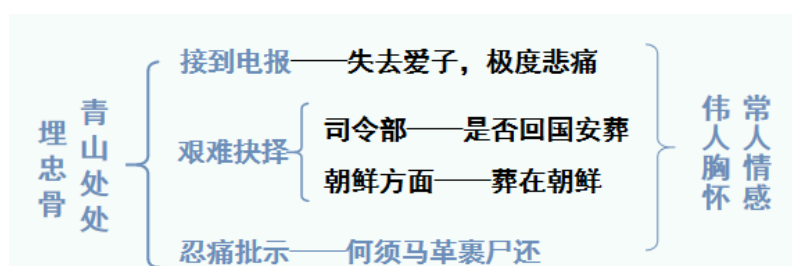 青山处处
埋忠骨
接到电报——失去爱子，极度悲痛
艰难抉择
司令部——是否回国安葬
朝鲜方面——葬在朝鲜
忍痛批示——何须马革裹尸还
常人情感
伟人胸怀